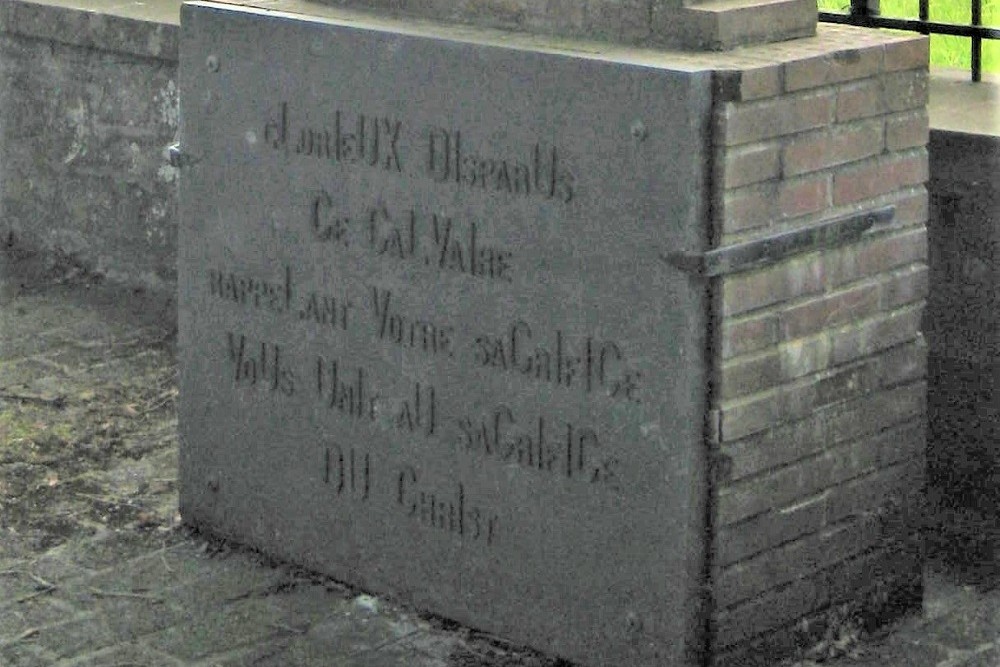 gLorIeUX DIsparUs
Ce CaLVaIre
rappeLant Votre saCrIfICe
VoUs UnIt aU saCrIfICe
DU ChrIst